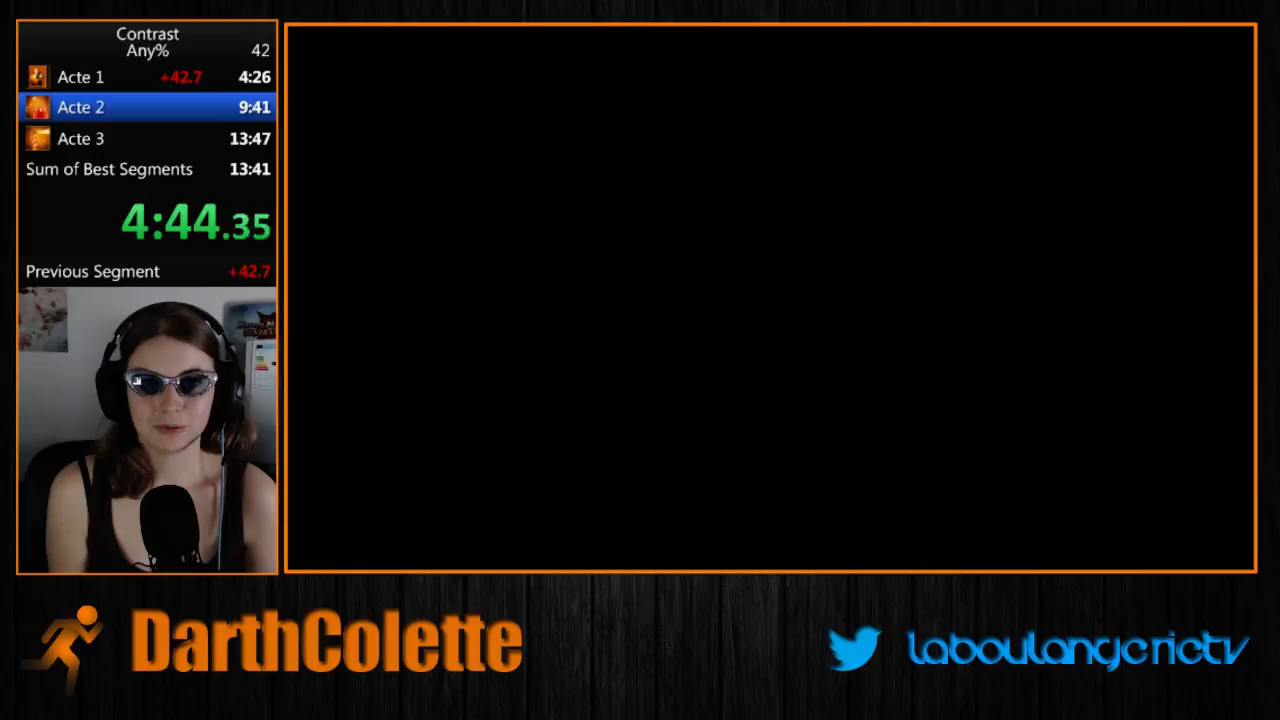 Contrast
Any% 42
Acte 1 +42.7 4:26
Acte 2 9:41
Acte 3 13:47
Sum of Best Segments 13:41
4:44.35
Previous Segment +42.7
DarthColette
laboulangerietv